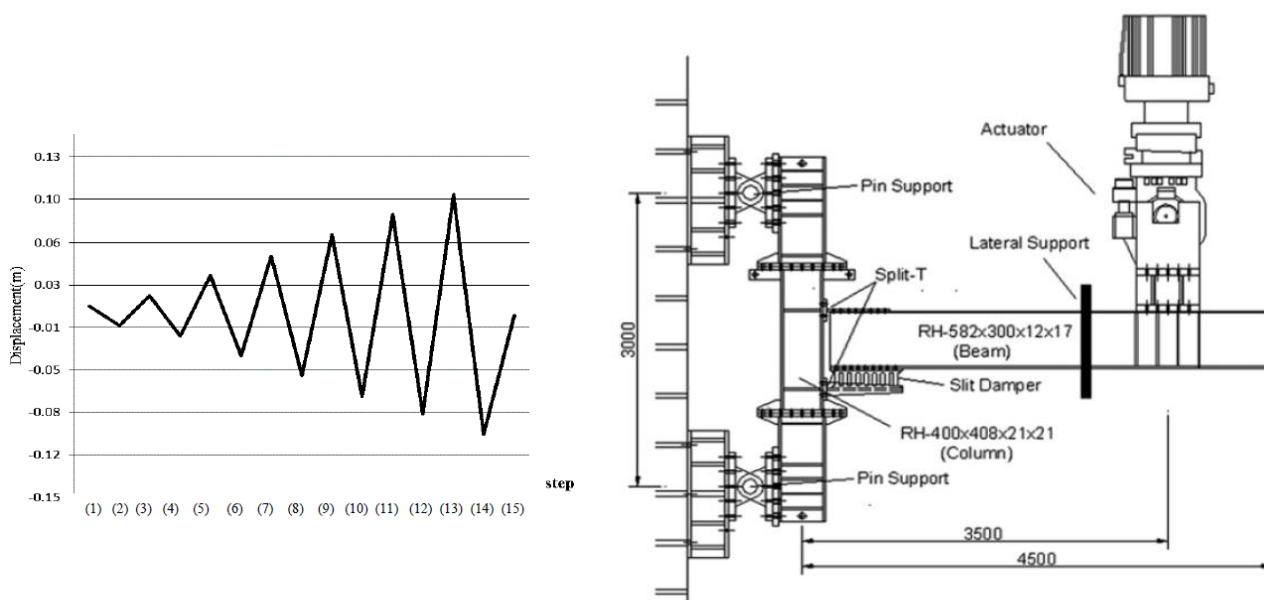 Displacement(m)
0.13
0.10
0.06
0.03
-0.01
-0.05
-0.08
-0.12
-0.15
step
(1) (2) (3) (4) (5) (6) (7) (8) (9) (10) (11) (12) (13) (14) (15)
Actuator
Pin Support
Lateral Support
Split-T
RH-582x300x12x17
(Beam)
3000
Slit Damper
RH-400x408x21x21
(Column)
Pin Support
3500
4500